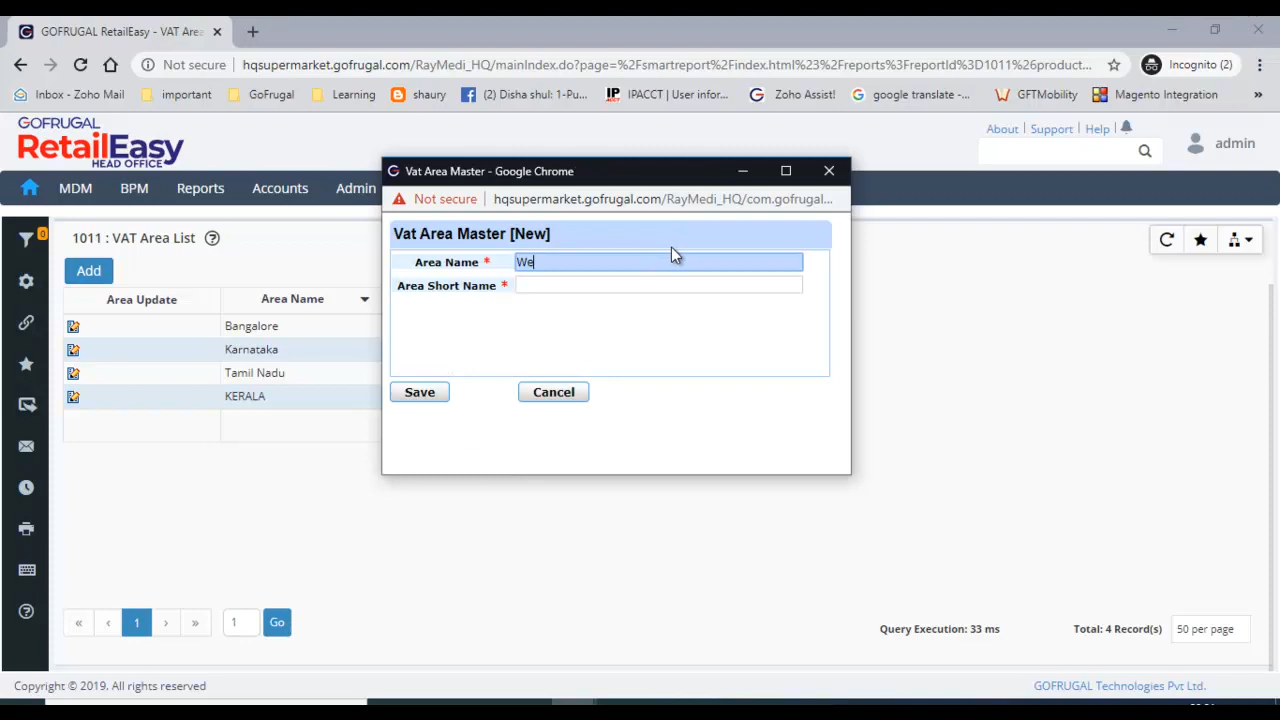 GOFRUGAL RetailEasy - VAT Area
Not secure
hqsupermarket.gofrugal.com/RayMedi_HQ/mainIndex.do?page=%2Fsmartreport%2Findex.html%23%2Freports%3FreportId%3D1011%26product...
Incognito (2)
Inbox - Zoho Mail
important
GoFrugal
Learning
shaury
(2) Disha shul: 1-Pu...
IP
IPACCT
IPACCT | User infor...
Zoho Assist!
google translate -...
GFTMobility
Magento Integration
»
GOFRUGAL
RetailEasy
HEAD OFFICE
About | Support | Help |
admin
MDM
BPM
Reports
Accounts
Admin
Vat Area Master - Google Chrome
Not secure
hqsupermarket.gofrugal.com/RayMedi_HQ/com.gofrugal...
Vat Area Master [New]
Area Name *
We
Area Short Name *
Save
Cancel
0
1011 : VAT Area List
Add
Area Update
Area Name
Bangalore
Karnataka
Tamil Nadu
KERALA
«
‹
1
›
»
1
Go
Query Execution: 33 ms
Total: 4 Record(s)
50 per page
Copyright © 2019. All rights reserved
GOFRUGAL Technologies Pvt Ltd.